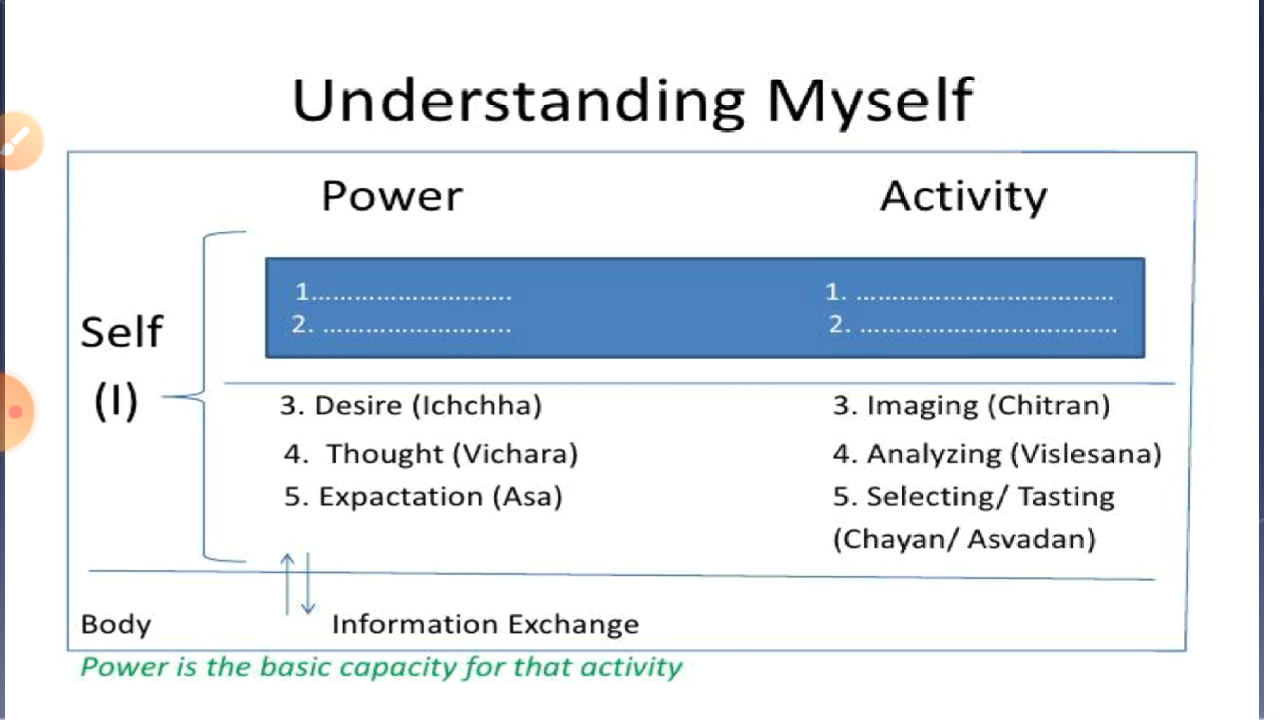 Understanding Myself
Power Activity
1........................... 1. ....................................
2. .......................... 2. ....................................
Self
(I)
3. Desire (Ichchha) 3. Imaging (Chitran)
4. Thought (Vichara) 4. Analyzing (Vislesana)
5. Expactation (Asa) 5. Selecting/ Tasting
(Chayan/ Asvadan)
Body Information Exchange
Power is the basic capacity for that activity